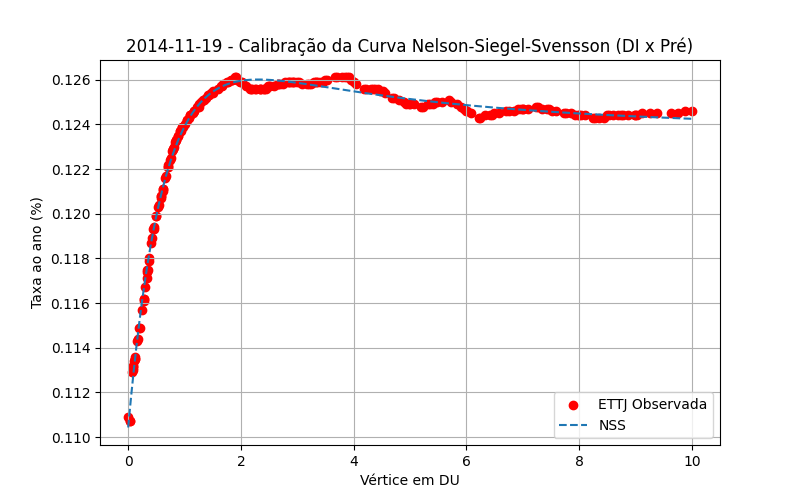 2014-11-19 - Calibração da Curva Nelson-Siegel-Svensson (DI x Pré)
Taxa ao ano (%)
0.126
0.124
0.122
0.120
0.118
0.116
0.114
0.112
0.110
ETTJ Observada
NSS
0 2 4 6 8 10
Vértice em DU